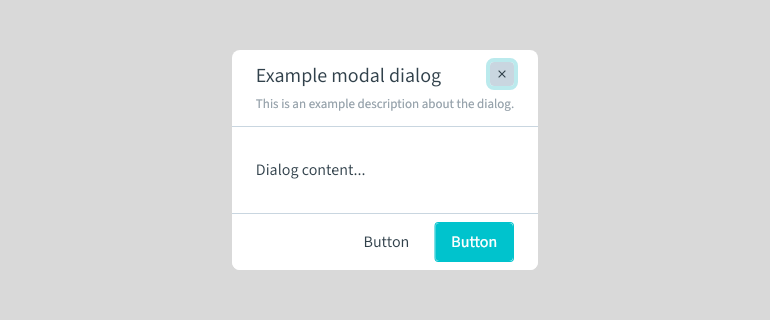 Example modal dialog
×
This is an example description about the dialog.
Dialog content...
Button
Button